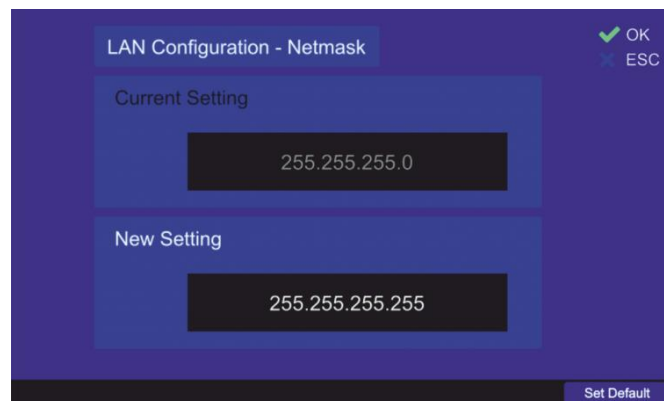 LAN Configuration - Netmask
OK
ESC
Current Setting
255.255.255.0
New Setting
255.255.255.255
Set Default